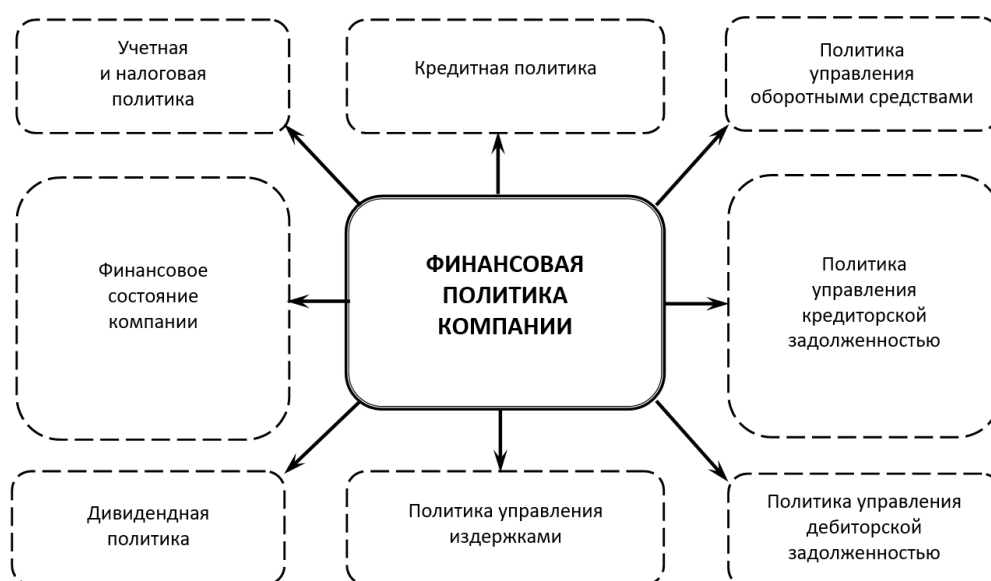 Учетная
и налоговая
политика
Кредитная политика
Политика
управления
оборотными средствами
Финансовое
состояние
компании
ФИНАНСОВАЯ
ПОЛИТИКА
КОМПАНИИ
Политика
управления
кредиторской
задолженностью
Дивидендная
политика
Политика управления
издержками
Политика управления
дебиторской
задолженностью